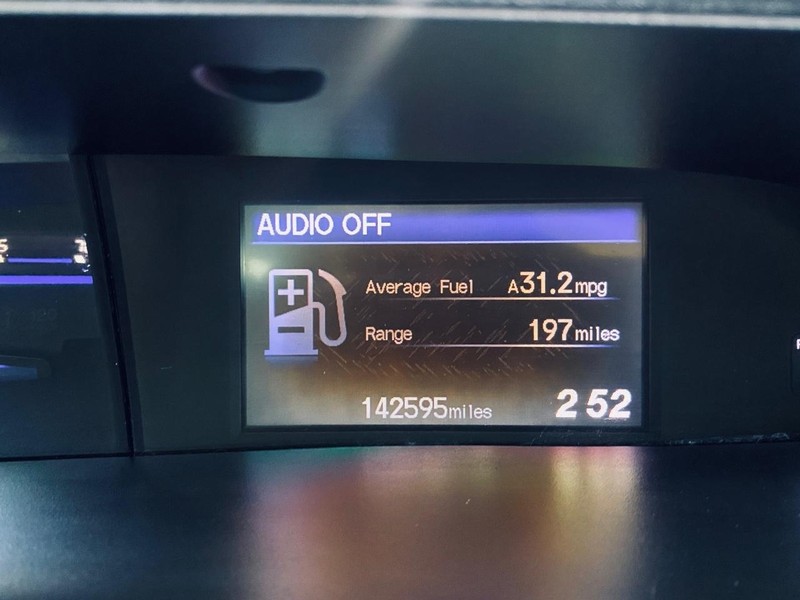 AUDIO OFF
Average Fuel A31.2mpg
Range 197miles
142595miles 2 52